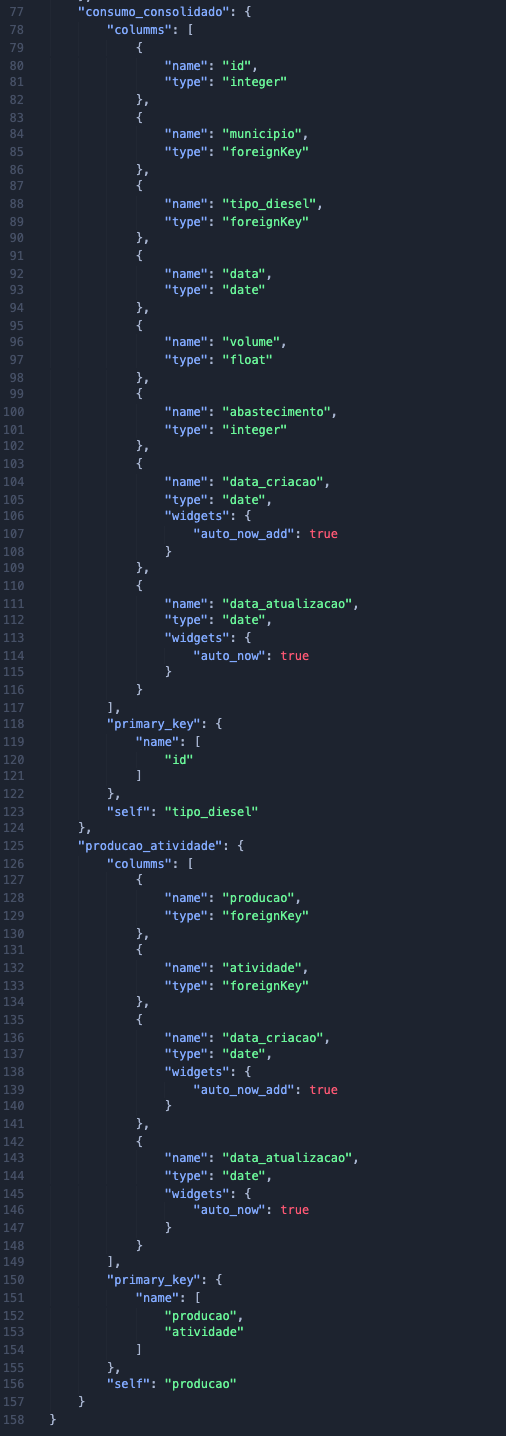 77 "consumo_consolidado": {
78 "columms": [
79 {
80 "name": "id",
81 "type": "integer"
82 },
83 {
84 "name": "municipio",
85 "type": "foreignKey"
86 },
87 {
88 "name": "tipo_diesel",
89 "type": "foreignKey"
90 },
91 {
92 "name": "data",
93 "type": "date"
94 },
95 {
96 "name": "volume",
97 "type": "float"
98 },
99 {
100 "name": "abastecimento",
101 "type": "integer"
102 },
103 {
104 "name": "data_criacao",
105 "type": "date",
106 "widgets": {
107 "auto_now_add": true
108 }
109 },
110 {
111 "name": "data_atualizacao",
112 "type": "date",
113 "widgets": {
114 "auto_now": true
115 }
116 }
117 ],
118 "primary_key": {
119 "name": [
120 "id"
121 ]
122 },
123 "self": "tipo_diesel"
124 },
125 "producao_atividade": {
126 "columms": [
127 {
128 "name": "producao",
129 "type": "foreignKey"
130 },
131 {
132 "name": "atividade",
133 "type": "foreignKey"
134 },
135 {
136 "name": "data_criacao",
137 "type": "date",
138 "widgets": {
139 "auto_now_add": true
140 }
141 },
142 {
143 "name": "data_atualizacao",
144 "type": "date",
145 "widgets": {
146 "auto_now": true
147 }
148 }
149 ],
150 "primary_key": {
151 "name": [
152 "producao",
153 "atividade"
154 ]
155 },
156 "self": "producao"
157 }
158 }